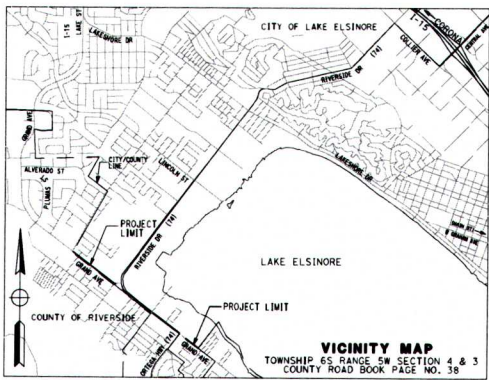 CITY OF LAKE ELSINORE
I-15
CORONA
COLLIER AVE
CENTRAL AVE
I-15
LAKE ST
LAKESHORE DR
RIVERSIDE DR (74)
GRAND AVE
CITY/COUNTY
LINE
LINCOLN ST
LAKESHORE DR
ALVERADO ST
PLUMAS
PROJECT
LIMIT
RIVERSIDE DR (74)
LAKE ELSINORE
GRAND AVE
PROJECT LIMIT
COUNTY OF RIVERSIDE
GRAND AVE
ORTEGA HWY (74)
VICINITY MAP
TOWNSHIP 6S RANGE 5W SECTION 4 & 3
COUNTY ROAD BOOK PAGE NO. 38